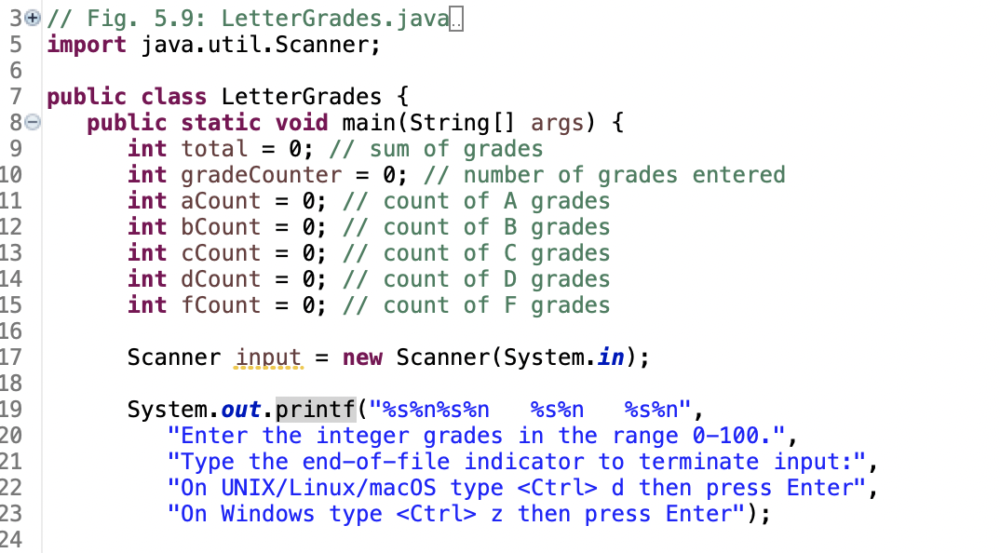 3 // Fig. 5.9: LetterGrades.java..
5 import java.util.Scanner;
6
7 public class LetterGrades {
8    public static void main(String[] args) {
9       int total = 0; // sum of grades
10       int gradeCounter = 0; // number of grades entered
11       int aCount = 0; // count of A grades
12       int bCount = 0; // count of B grades
13       int cCount = 0; // count of C grades
14       int dCount = 0; // count of D grades
15       int fCount = 0; // count of F grades
16
17       Scanner input = new Scanner(System.in);
18
19       System.out.printf("%s%n%s%n   %s%n   %s%n",
20          "Enter the integer grades in the range 0–100.",
21          "Type the end-of-file indicator to terminate input:",
22          "On UNIX/Linux/macOS type <Ctrl> d then press Enter",
23          "On Windows type <Ctrl> z then press Enter");
24